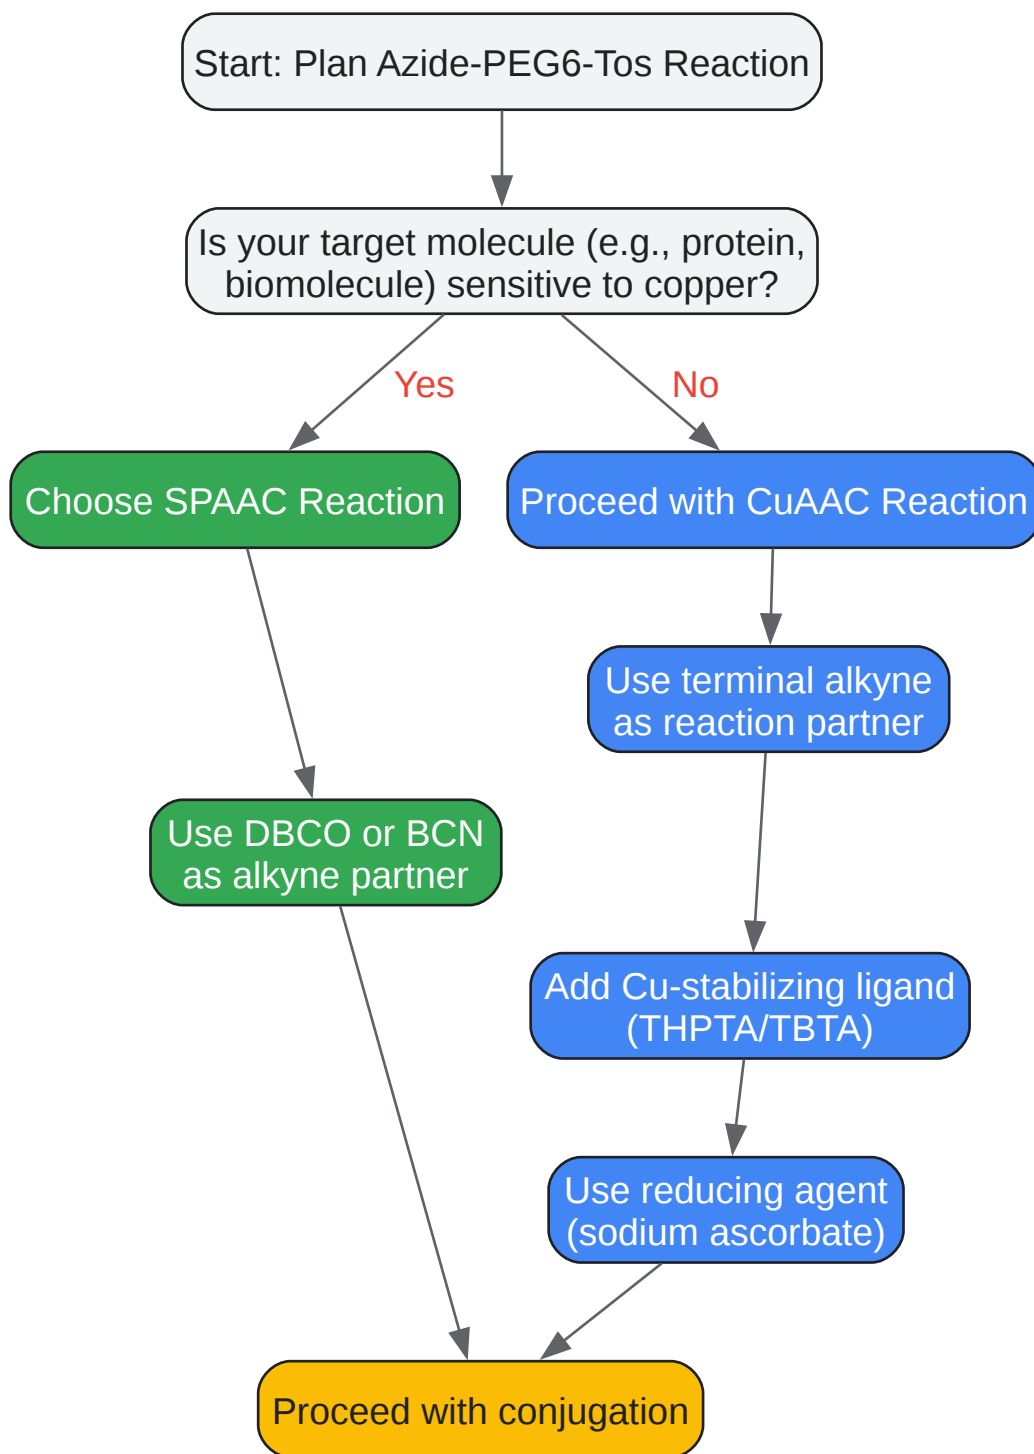 Start: Plan Azide-PEG6-Tos Reaction
Is your target molecule (e.g., protein,
biomolecule) sensitive to copper?
Yes
No
Choose SPAAC Reaction
Proceed with CuAAC Reaction
Use terminal alkyne
as reaction partner
Use DBCO or BCN
as alkyne partner
Add Cu-stabilizing ligand
(THPTA/TBTA)
Use reducing agent
(sodium ascorbate)
Proceed with conjugation